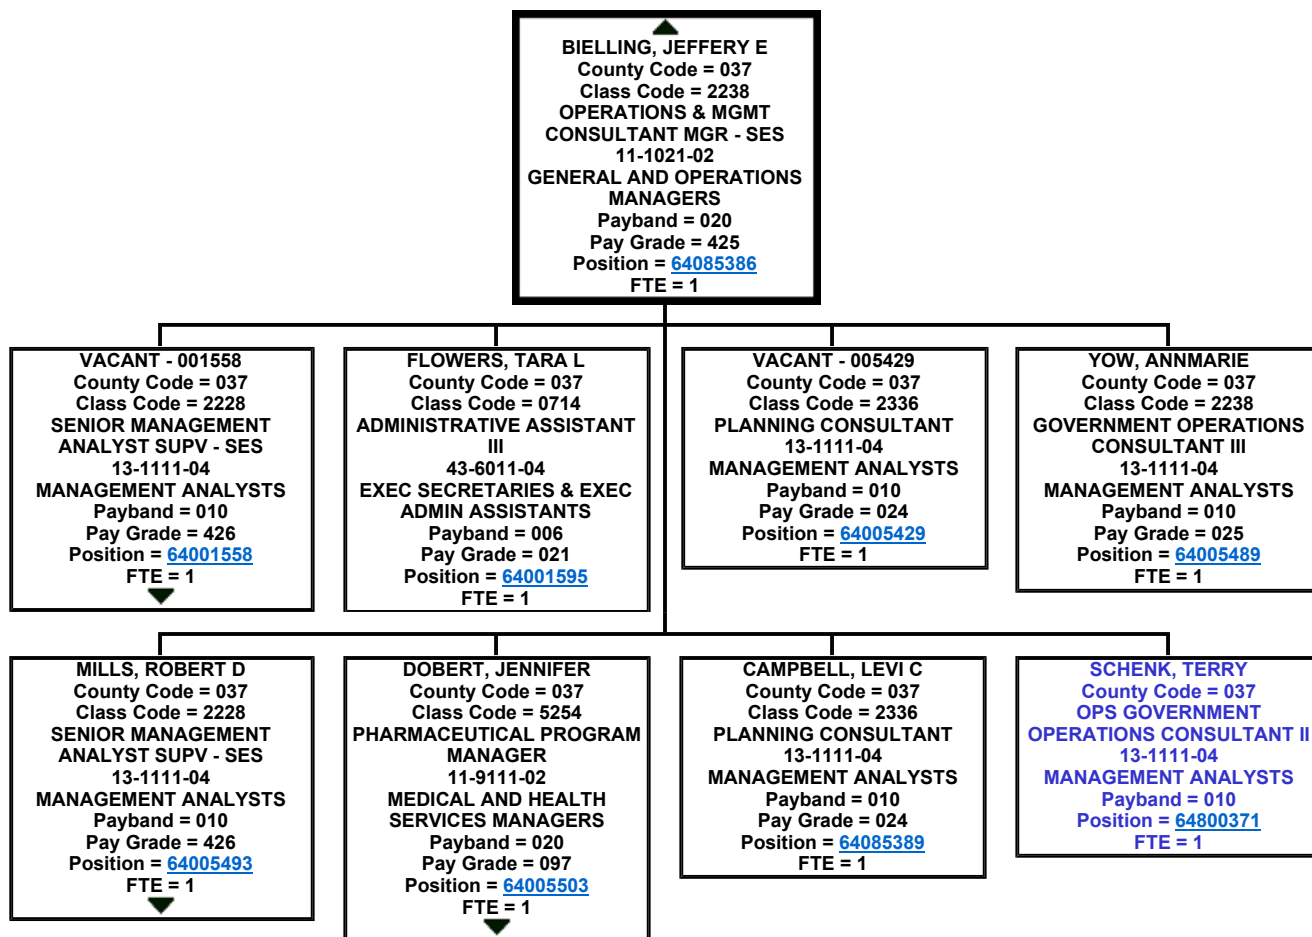 BIELLING, JEFFERY E
County Code = 037
Class Code = 2238
OPERATIONS & MGMT
CONSULTANT MGR - SES
11-1021-02
GENERAL AND OPERATIONS
MANAGERS
Payband = 020
Pay Grade = 425
Position = 64085386
FTE = 1
VACANT - 001558
County Code = 037
Class Code = 2228
SENIOR MANAGEMENT
ANALYST SUPV - SES
13-1111-04
MANAGEMENT ANALYSTS
Payband = 010
Pay Grade = 426
Position = 64001558
FTE = 1
FLOWERS, TARA L
County Code = 037
Class Code = 0714
ADMINISTRATIVE ASSISTANT
III
43-6011-04
EXEC SECRETARIES & EXEC
ADMIN ASSISTANTS
Payband = 006
Pay Grade = 021
Position = 64001595
FTE = 1
VACANT - 005429
County Code = 037
Class Code = 2336
PLANNING CONSULTANT
13-1111-04
MANAGEMENT ANALYSTS
Payband = 010
Pay Grade = 024
Position = 64005429
FTE = 1
YOW, ANNMARIE
County Code = 037
Class Code = 2238
GOVERNMENT OPERATIONS
CONSULTANT III
13-1111-04
MANAGEMENT ANALYSTS
Payband = 010
Pay Grade = 025
Position = 64005489
FTE = 1
MILLS, ROBERT D
County Code = 037
Class Code = 2228
SENIOR MANAGEMENT
ANALYST SUPV - SES
13-1111-04
MANAGEMENT ANALYSTS
Payband = 010
Pay Grade = 426
Position = 64005493
FTE = 1
DOBERT, JENNIFER
County Code = 037
Class Code = 5254
PHARMACEUTICAL PROGRAM
MANAGER
11-9111-02
MEDICAL AND HEALTH
SERVICES MANAGERS
Payband = 020
Pay Grade = 097
Position = 64005503
FTE = 1
CAMPBELL, LEVI C
County Code = 037
Class Code = 2336
PLANNING CONSULTANT
13-1111-04
MANAGEMENT ANALYSTS
Payband = 010
Pay Grade = 024
Position = 64085389
FTE = 1
SCHENK, TERRY
County Code = 037
OPS GOVERNMENT
OPERATIONS CONSULTANT II
13-1111-04
MANAGEMENT ANALYSTS
Payband = 010
Position = 64800371
FTE = 1